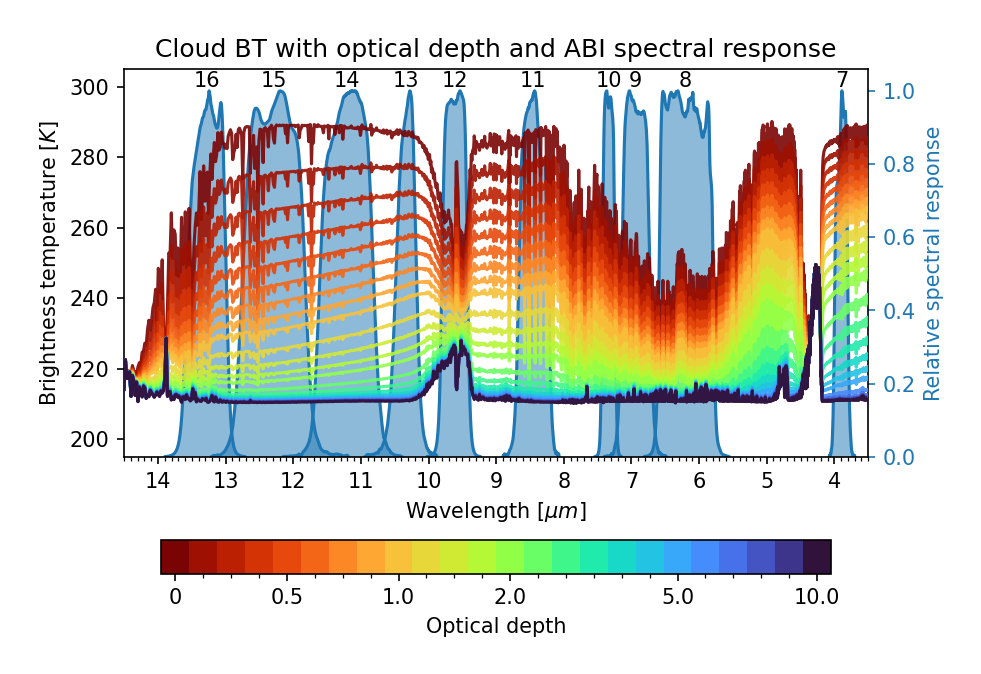 Cloud BT with optical depth and ABI spectral response
16 15 14 13 12 11 10 9 8 7
Brightness temperature [K]
300
280
260
240
220
200
1.0
0.8
0.6
0.4
0.2
0.0
Relative spectral response
14 13 12 11 10 9 8 7 6 5 4
Wavelength [μm]
0 0.5 1.0 2.0 5.0 10.0
Optical depth